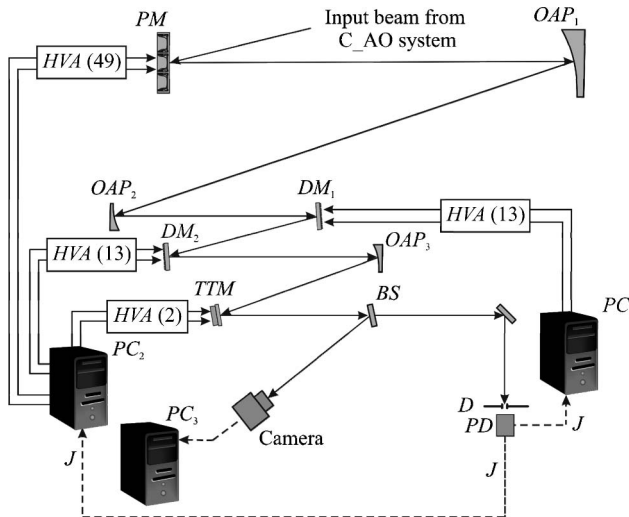 PM
Input beam from
C_AO system
OAP₁
HVA (49)
OAP₂
DM₁
HVA (13)
HVA (13)
DM₂
OAP₃
TTM
BS
HVA (2)
PC
PC₂
PC₃
Camera
D
PD
J
J
J